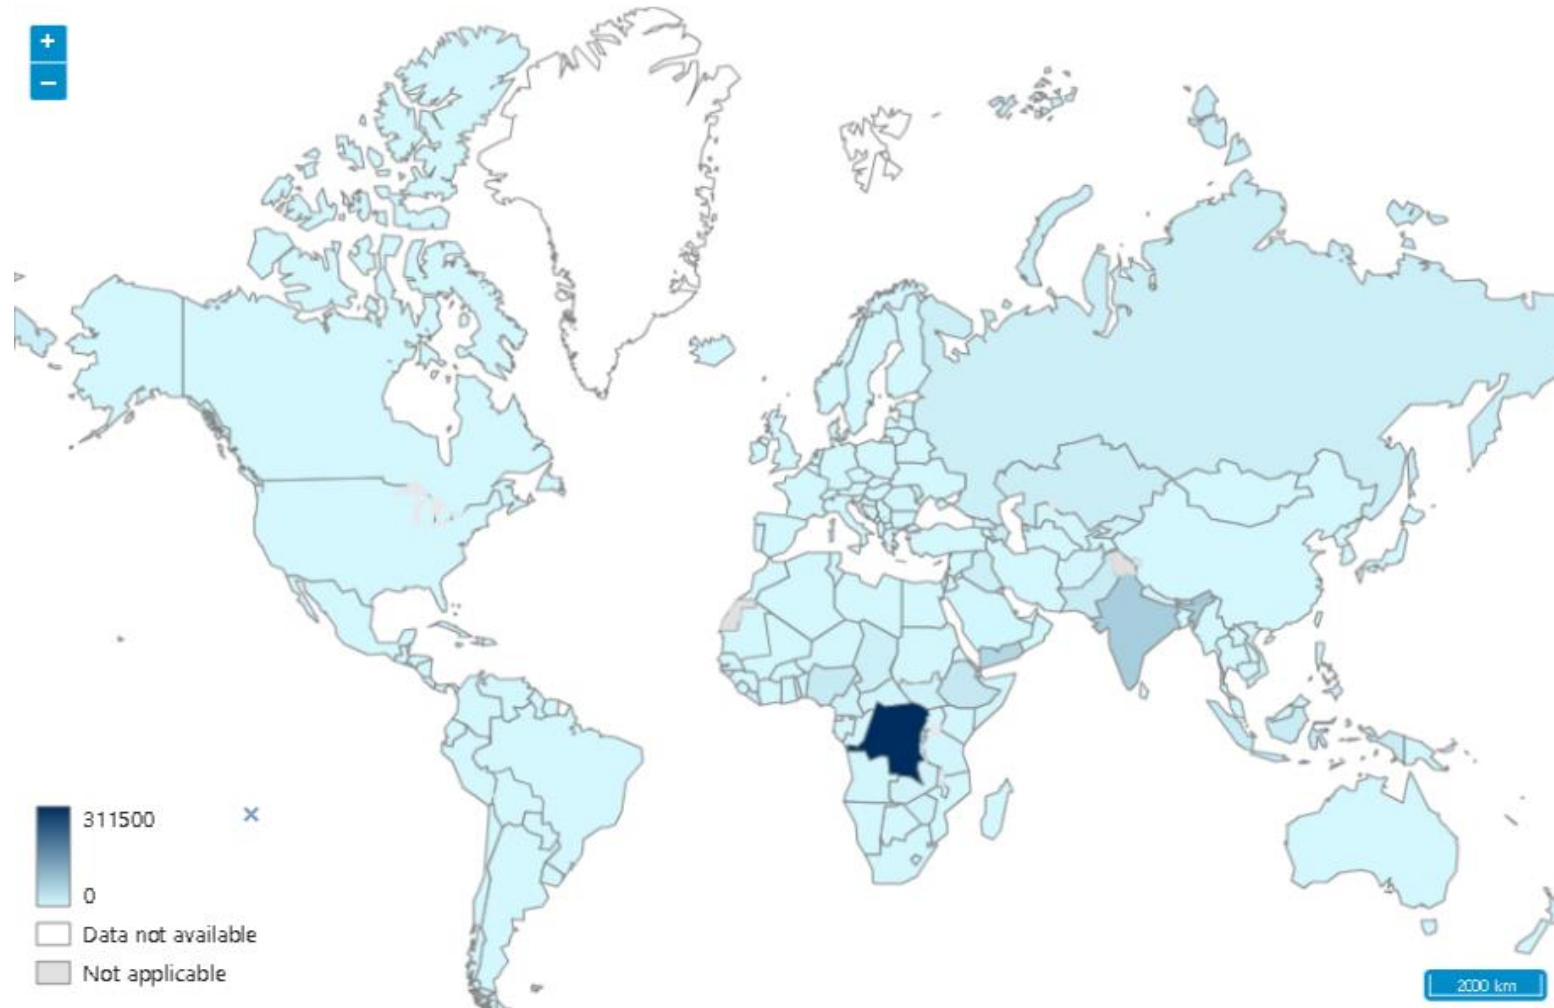 +
−
311500
0
Data not available
Not applicable
2000 km